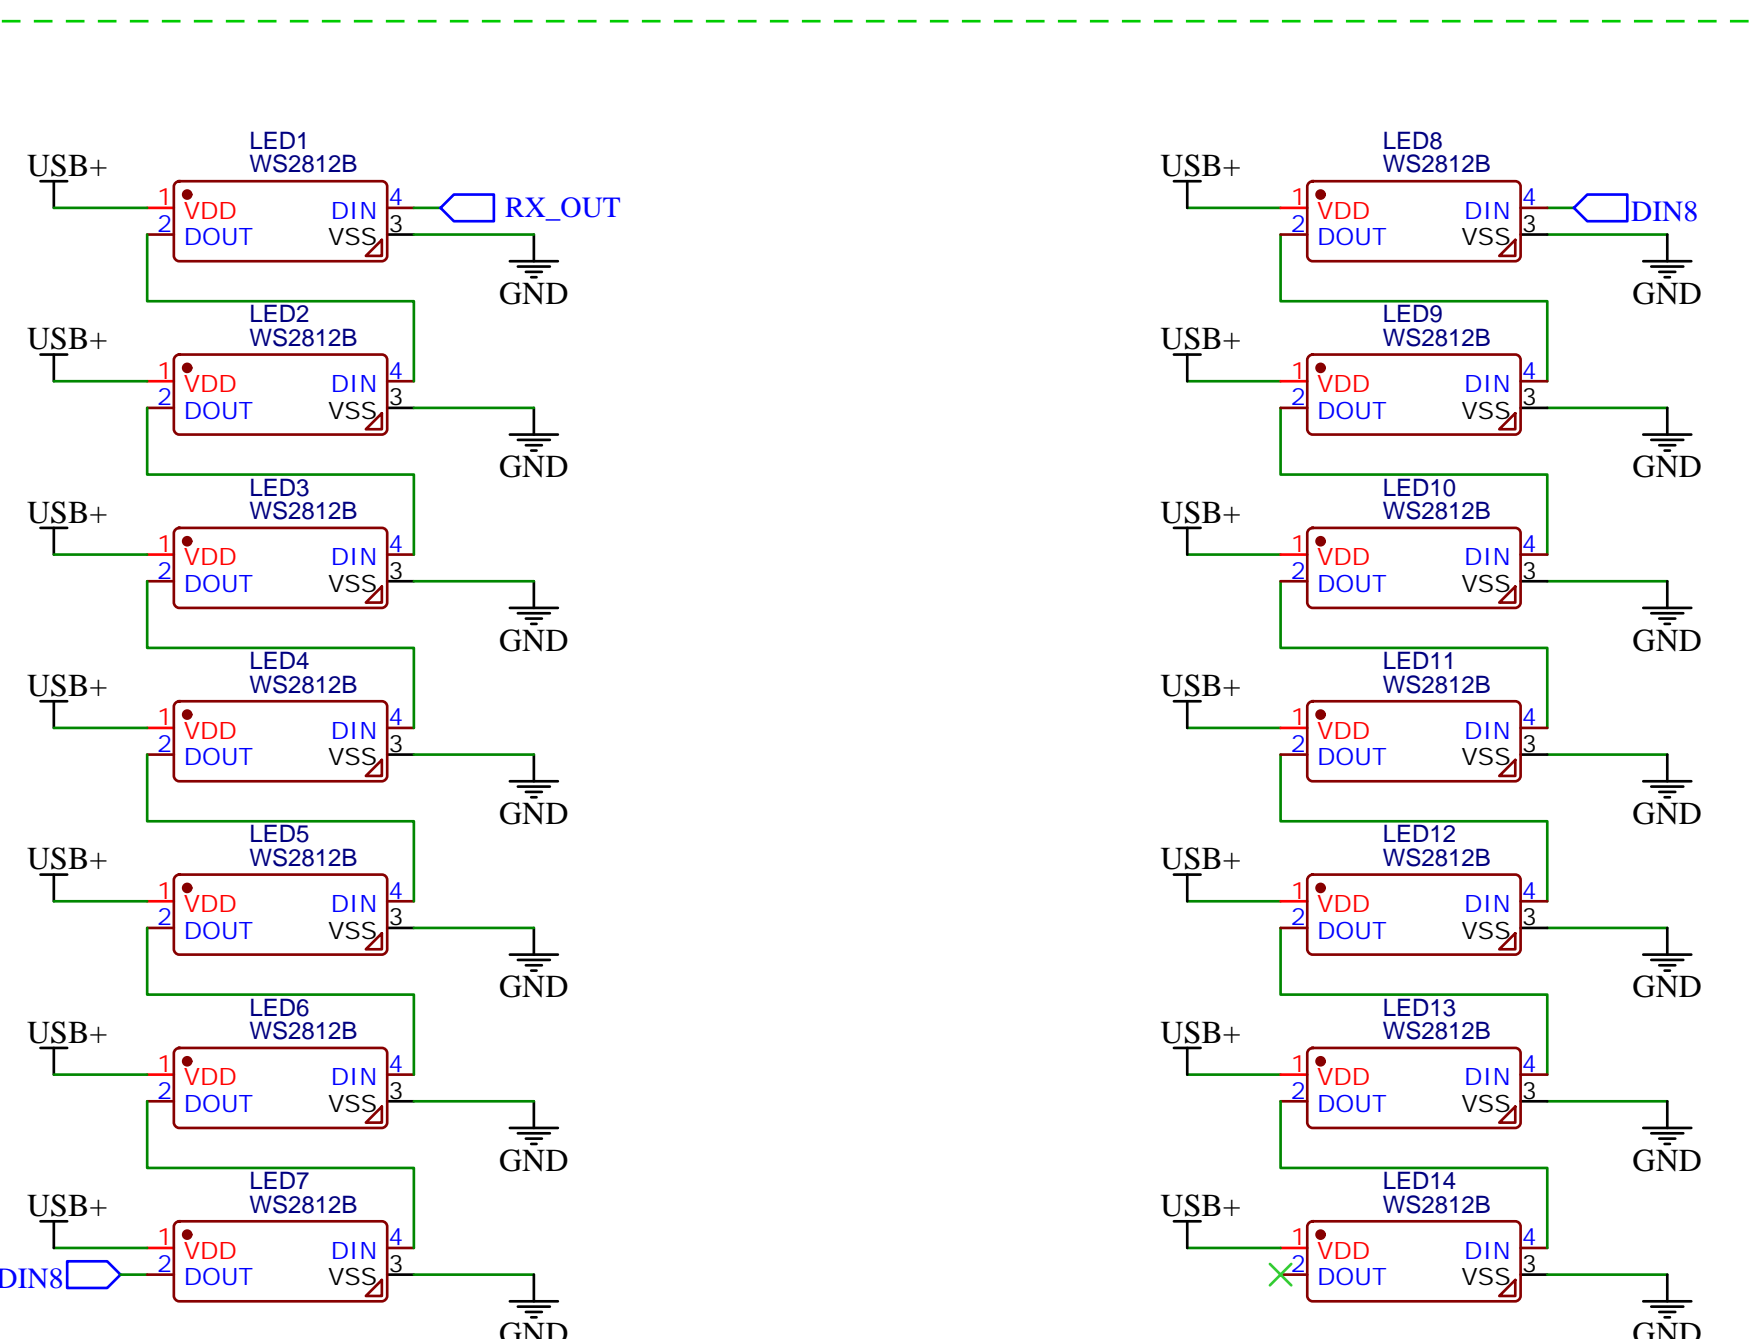 LED1
WS2812B
USB+
1 VDD DIN 4 RX_OUT
2 DOUT VSS 3
GND
LED2
WS2812B
USB+
1 VDD DIN 4
2 DOUT VSS 3
GND
LED3
WS2812B
USB+
1 VDD DIN 4
2 DOUT VSS 3
GND
LED4
WS2812B
USB+
1 VDD DIN 4
2 DOUT VSS 3
GND
LED5
WS2812B
USB+
1 VDD DIN 4
2 DOUT VSS 3
GND
LED6
WS2812B
USB+
1 VDD DIN 4
2 DOUT VSS 3
GND
LED7
WS2812B
USB+
1 VDD DIN 4
DIN8 2 DOUT VSS 3
GND
LED8
WS2812B
USB+
1 VDD DIN 4 DIN8
2 DOUT VSS 3
GND
LED9
WS2812B
USB+
1 VDD DIN 4
2 DOUT VSS 3
GND
LED10
WS2812B
USB+
1 VDD DIN 4
2 DOUT VSS 3
GND
LED11
WS2812B
USB+
1 VDD DIN 4
2 DOUT VSS 3
GND
LED12
WS2812B
USB+
1 VDD DIN 4
2 DOUT VSS 3
GND
LED13
WS2812B
USB+
1 VDD DIN 4
2 DOUT VSS 3
GND
LED14
WS2812B
USB+
1 VDD DIN 4
2 DOUT VSS 3
GND